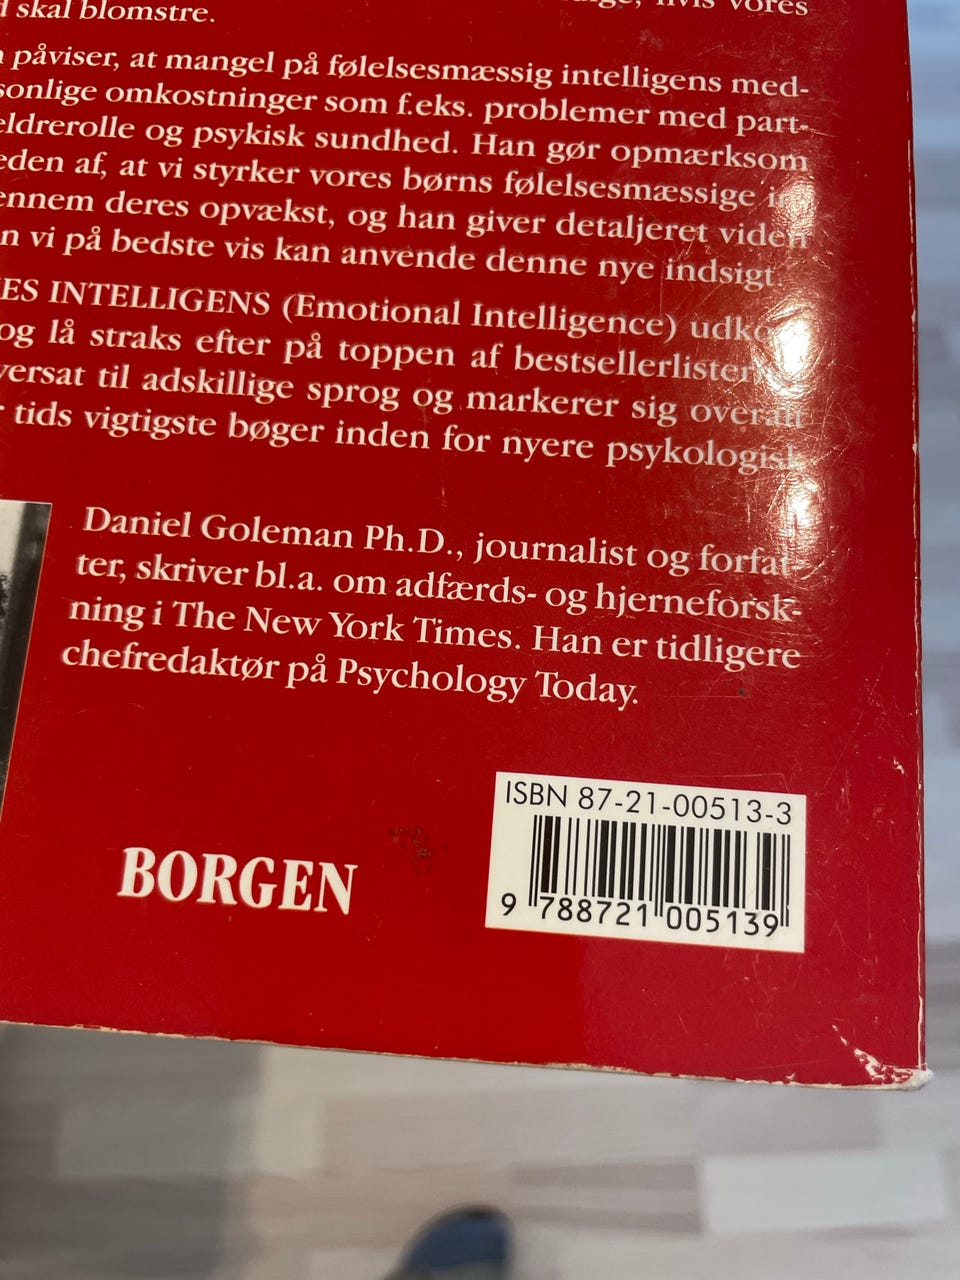 skal blomstre.
vores
påviser, at mangel på følelsesmæssig intelligens med-
sonlige omkostninger som f.eks. problemer med part-
eldrerolle og psykisk sundhed. Han gør opmærksom
eden af, at vi styrker vores børns følelsesmæssige
ennem deres opvækst, og han giver detaljeret viden
n vi på bedste vis kan anvende denne nye indsigt.
ES INTELLIGENS (Emotional Intelligence)
og lå straks efter på toppen af
versat til adskillige sprog og markerer sig overalt
tids vigtigste bøger inden for nyere
Daniel Goleman Ph.D., journalist og forfat-
ter, skriver bl.a. om adfærds- og hjerneforsk-
ning i The New York Times. Han er tidligere
chefredaktør på Psychology Today.
ISBN 87-21-00513-3
9 788721 005139
BORGEN